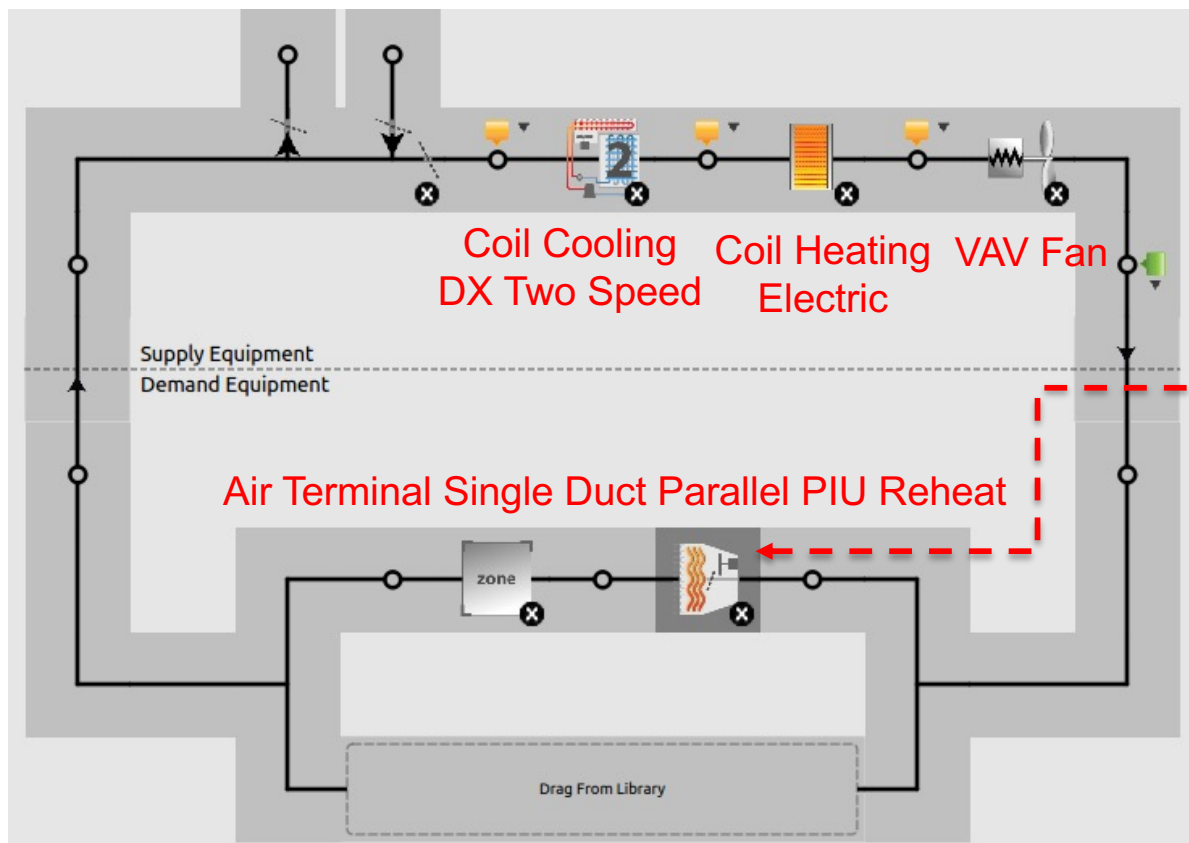 2
Coil Cooling
DX Two Speed
Coil Heating
Electric
VAV Fan
Supply Equipment
Demand Equipment
Air Terminal Single Duct Parallel PIU Reheat
zone
Drag From Library